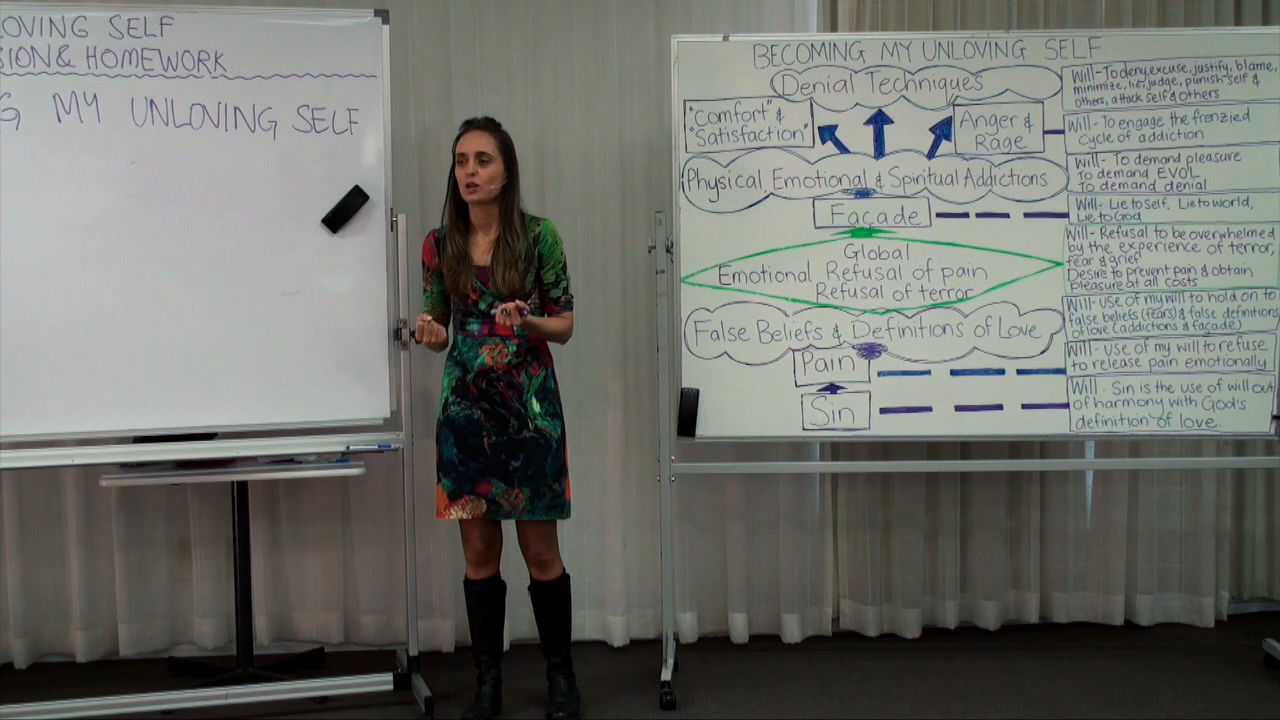 OVING SELF
SION & HOMEWORK
G MY UNLOVING SELF
BECOMING MY UNLOVING SELF
Denial Techniques
"Comfort" &
"Satisfaction"
Anger &
Rage
Physical, Emotional & Spiritual Addictions
Façade
Global
Emotional Refusal of pain
Refusal of terror
False Beliefs & Definitions of Love
Pain
Sin
Will - To deny, excuse, justify, blame,
minimize, lie, judge, punish self &
others, attack self & others
Will - To engage the frenzied
cycle of addiction
Will - To demand pleasure
To demand EVOL
To demand denial
Will - Lie to self, Lie to world,
Lie to God
Will - Refusal to be overwhelmed
by the experience of terror,
fear & grief
Desire to prevent pain & obtain
pleasure at all costs
Will - use of my will to hold on to
false beliefs (fears) & false definitions
of love (addictions & façade)
Will - use of my will to refuse
to release pain emotionally
Will - Sin is the use of will out
of harmony with God's
definition of love